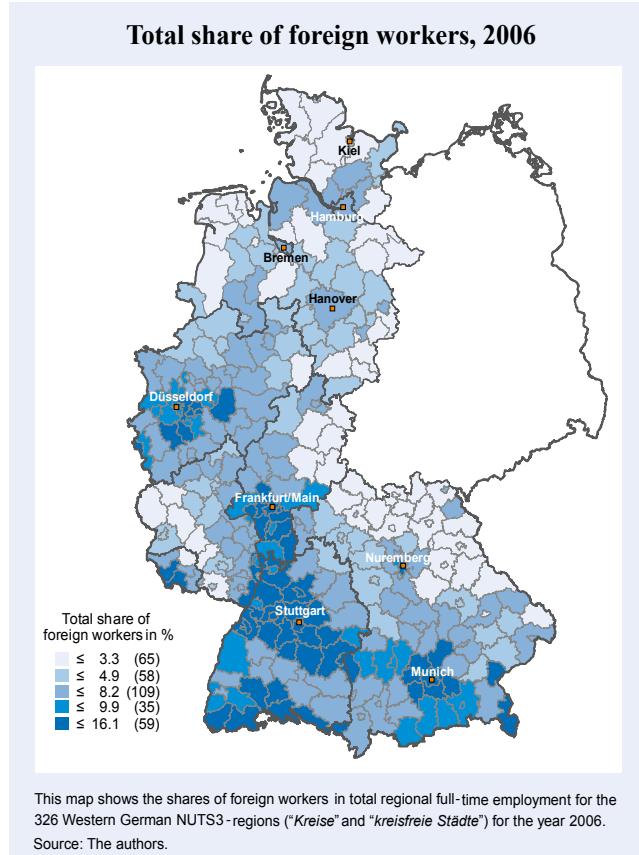 Total share of foreign workers, 2006
Kiel
Hamburg
Bremen
Hanover
Düsseldorf
Frankfurt/Main
Nuremberg
Stuttgart
Munich
Total share of
foreign workers in %
≤ 3.3 (65)
≤ 4.9 (58)
≤ 8.2 (109)
≤ 9.9 (35)
≤ 16.1 (59)
This map shows the shares of foreign workers in total regional full-time employment for the
326 Western German NUTS3-regions ("Kreise" and "kreisfreie Städte") for the year 2006.
Source: The authors.